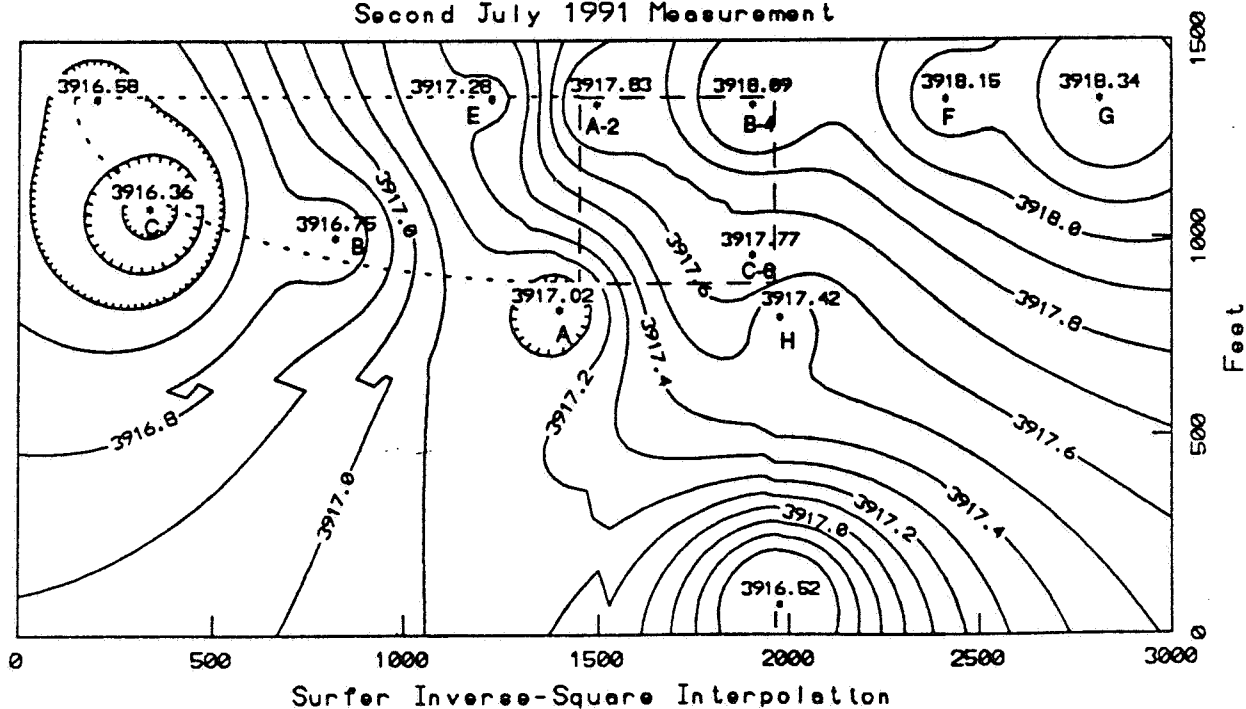 Second July 1991 Measurement
1500
3916.58
3917.28
3917.83
3918.09
3918.15
3918.34
E
A-2
B-4
F
G
3916.36
C
3917.0
3918.0
1000
3916.75
B
3917.77
C-8
3917.6
3917.02
A
3917.42
H
3917.8
Feet
3917.4
3917.2
3916.8
3917.6
500
3917.0
3917.4
3917.2
3917.0
3916.52
0
0
500
1000
1500
2000
2500
3000
Surfer Inverse-Square Interpolation